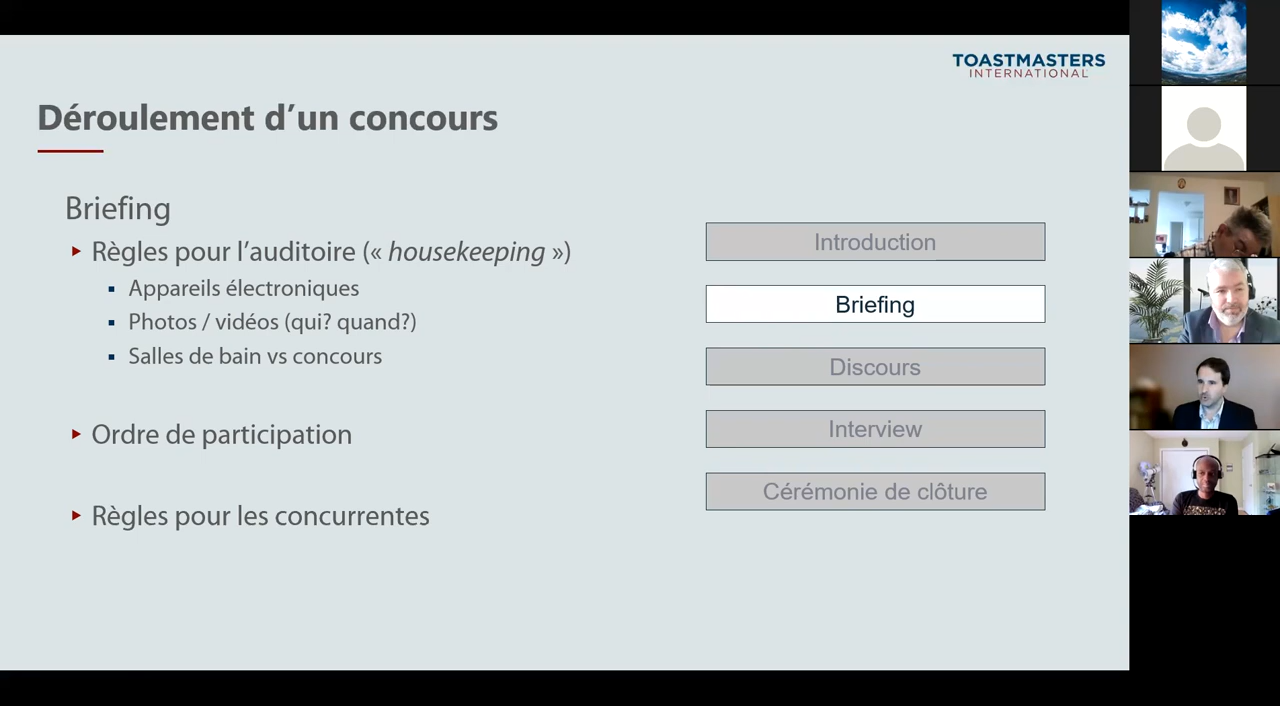 TOASTMASTERS
INTERNATIONAL
Déroulement d’un concours
Briefing
Règles pour l’auditoire (« housekeeping »)
Appareils électroniques
Photos / vidéos (qui? quand?)
Salles de bain vs concours
Ordre de participation
Règles pour les concurrentes
Introduction
Briefing
Discours
Interview
Cérémonie de clôture